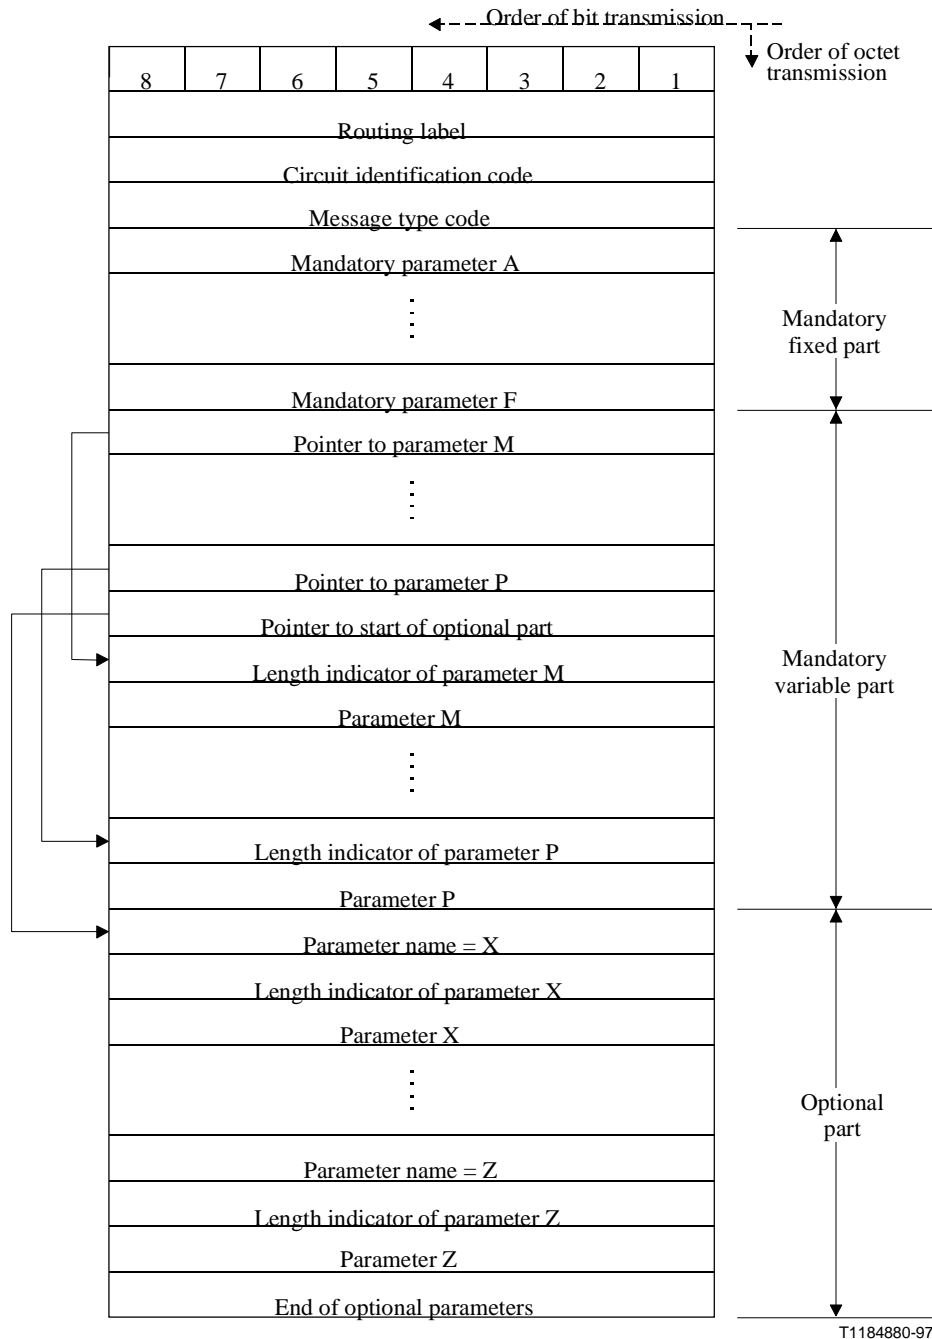 Order of bit transmission
Order of octet
transmission
8 7 6 5 4 3 2 1
Routing label
Circuit identification code
Message type code
Mandatory parameter A
Mandatory
fixed part
Mandatory parameter F
Pointer to parameter M
Pointer to parameter P
Pointer to start of optional part
Length indicator of parameter M
Mandatory
variable part
Parameter M
Length indicator of parameter P
Parameter P
Parameter name = X
Length indicator of parameter X
Parameter X
Optional
part
Parameter name = Z
Length indicator of parameter Z
Parameter Z
End of optional parameters
T1184880-97